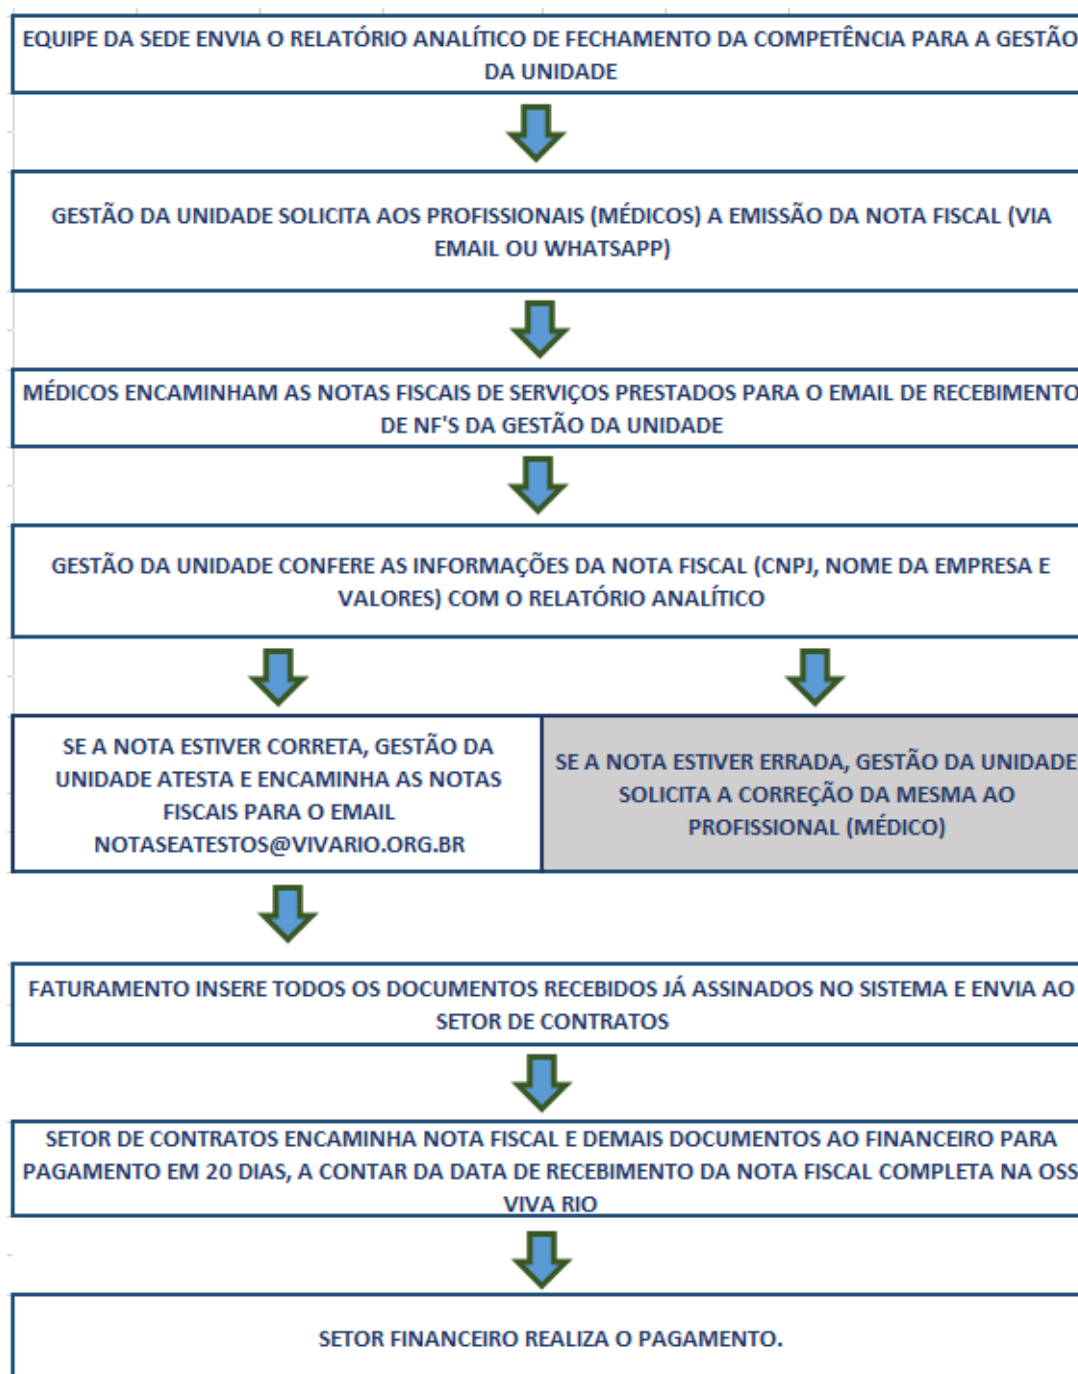 EQUIPE DA SEDE ENVIA O RELATÓRIO ANALÍTICO DE FECHAMENTO DA COMPETÊNCIA PARA A GESTÃO
DA UNIDADE
GESTÃO DA UNIDADE SOLICITA AOS PROFISSIONAIS (MÉDICOS) A EMISSÃO DA NOTA FISCAL (VIA
EMAIL OU WHATSAPP)
MÉDICOS ENCAMINHAM AS NOTAS FISCAIS DE SERVIÇOS PRESTADOS PARA O EMAIL DE RECEBIMENTO
DE NF'S DA GESTÃO DA UNIDADE
GESTÃO DA UNIDADE CONFERE AS INFORMAÇÕES DA NOTA FISCAL (CNPJ, NOME DA EMPRESA E
VALORES) COM O RELATÓRIO ANALÍTICO
SE A NOTA ESTIVER CORRETA, GESTÃO DA
UNIDADE ATESTA E ENCAMINHA AS NOTAS
FISCAIS PARA O EMAIL
NOTASEATESTOS@VIVARIO.ORG.BR
SE A NOTA ESTIVER ERRADA, GESTÃO DA UNIDADE
SOLICITA A CORREÇÃO DA MESMA AO
PROFISSIONAL (MÉDICO)
FATURAMENTO INSERE TODOS OS DOCUMENTOS RECEBIDOS JÁ ASSINADOS NO SISTEMA E ENVIA AO
SETOR DE CONTRATOS
SETOR DE CONTRATOS ENCAMINHA NOTA FISCAL E DEMAIS DOCUMENTOS AO FINANCEIRO PARA
PAGAMENTO EM 20 DIAS, A CONTAR DA DATA DE RECEBIMENTO DA NOTA FISCAL COMPLETA NA OSS
VIVA RIO
SETOR FINANCEIRO REALIZA O PAGAMENTO.